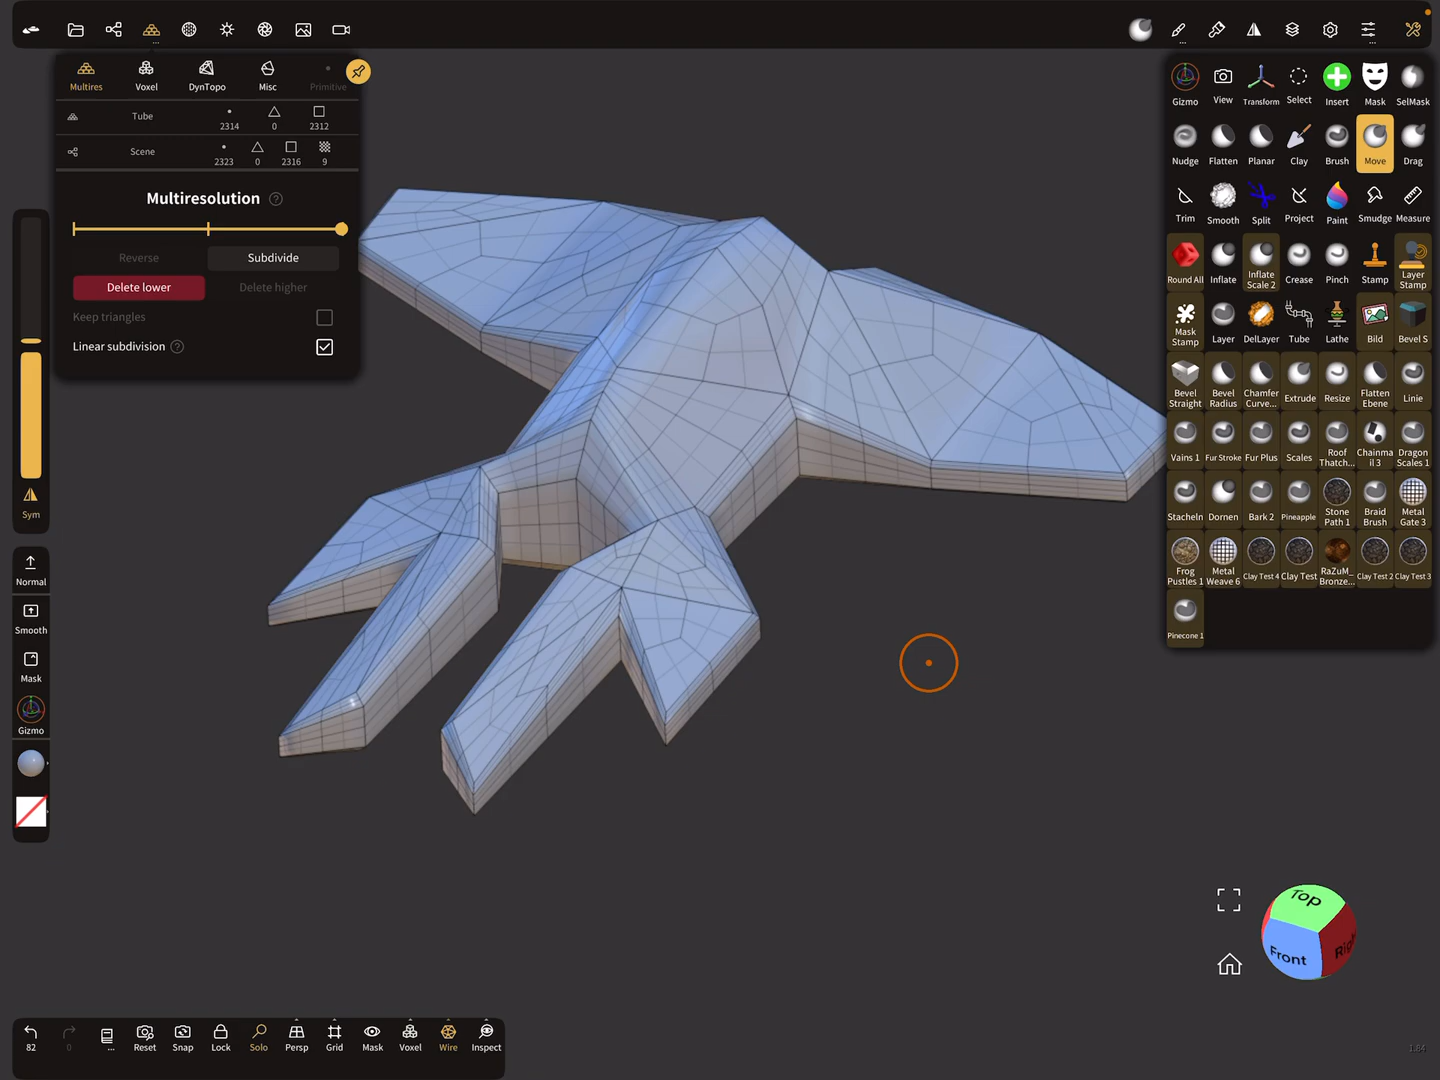 Multires
Voxel
DynTopo
Misc
Primitive
Tube
2314
0
2312
Scene
2323
0
2316
9
Multiresolution ?
Reverse
Subdivide
Delete lower
Delete higher
Keep triangles
Linear subdivision ?
Sym
Normal
Smooth
Mask
Gizmo
Gizmo
View
Transform
Select
Insert
Mask
SelMask
Nudge
Flatten
Planar
Clay
Brush
Move
Drag
Trim
Smooth
Split
Project
Paint
Smudge
Measure
Round All
Inflate
Inflate
Scale 2
Crease
Pinch
Stamp
Layer
Stamp
Mask
Stamp
Layer
DelLayer
Tube
Lathe
Bild
Bevel S
Bevel
Straight
Bevel
Radius
Chamfer
Curve...
Extrude
Resize
Flatten
Ebene
Linie
Vains 1
Fur Stroke
Fur Plus
Scales
Roof
Thatch...
Chainma
il 3
Dragon
Scales 1
Stacheln
Dornen
Bark 2
Pineapple
Stone
Path 1
Braid
Brush
Metal
Gate 3
Frog
Pustles 1
Metal
Weave 6
Clay Test 4
Clay Test
RaZuM_
Bronze...
Clay Test 2
Clay Test 3
Pinecone 1
Top
Front
Righ
82
0
...
Reset
Snap
Lock
Solo
Persp
Grid
Mask
Voxel
Wire
Inspect
1.84